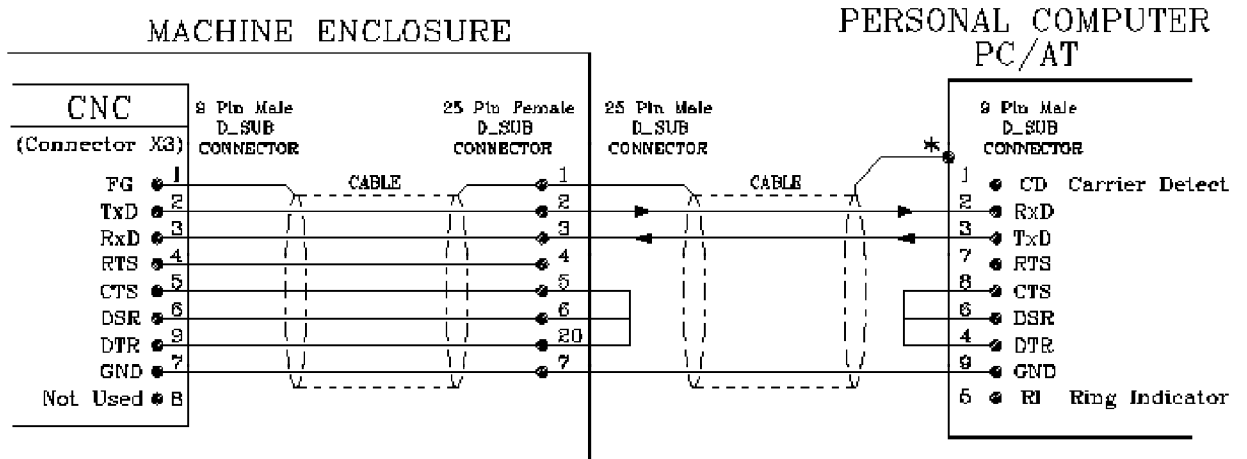 MACHINE ENCLOSURE
PERSONAL COMPUTER
PC/AT
CNC
(Connector X3)
9 Pin Male
D_SUB
CONNECTOR
25 Pin Female
D_SUB
CONNECTOR
25 Pin Male
D_SUB
CONNECTOR
9 Pin Male
D_SUB
CONNECTOR
*
CABLE
CABLE
FG 1 1 1 CD Carrier Detect
TxD 2 2 2 RxD
RxD 3 3 3 TxD
RTS 4 4 7 RTS
CTS 5 5 8 CTS
DSR 6 6 6 DSR
DTR 9 20 4 DTR
GND 7 7 9 GND
Not Used 8 5 RI Ring Indicator